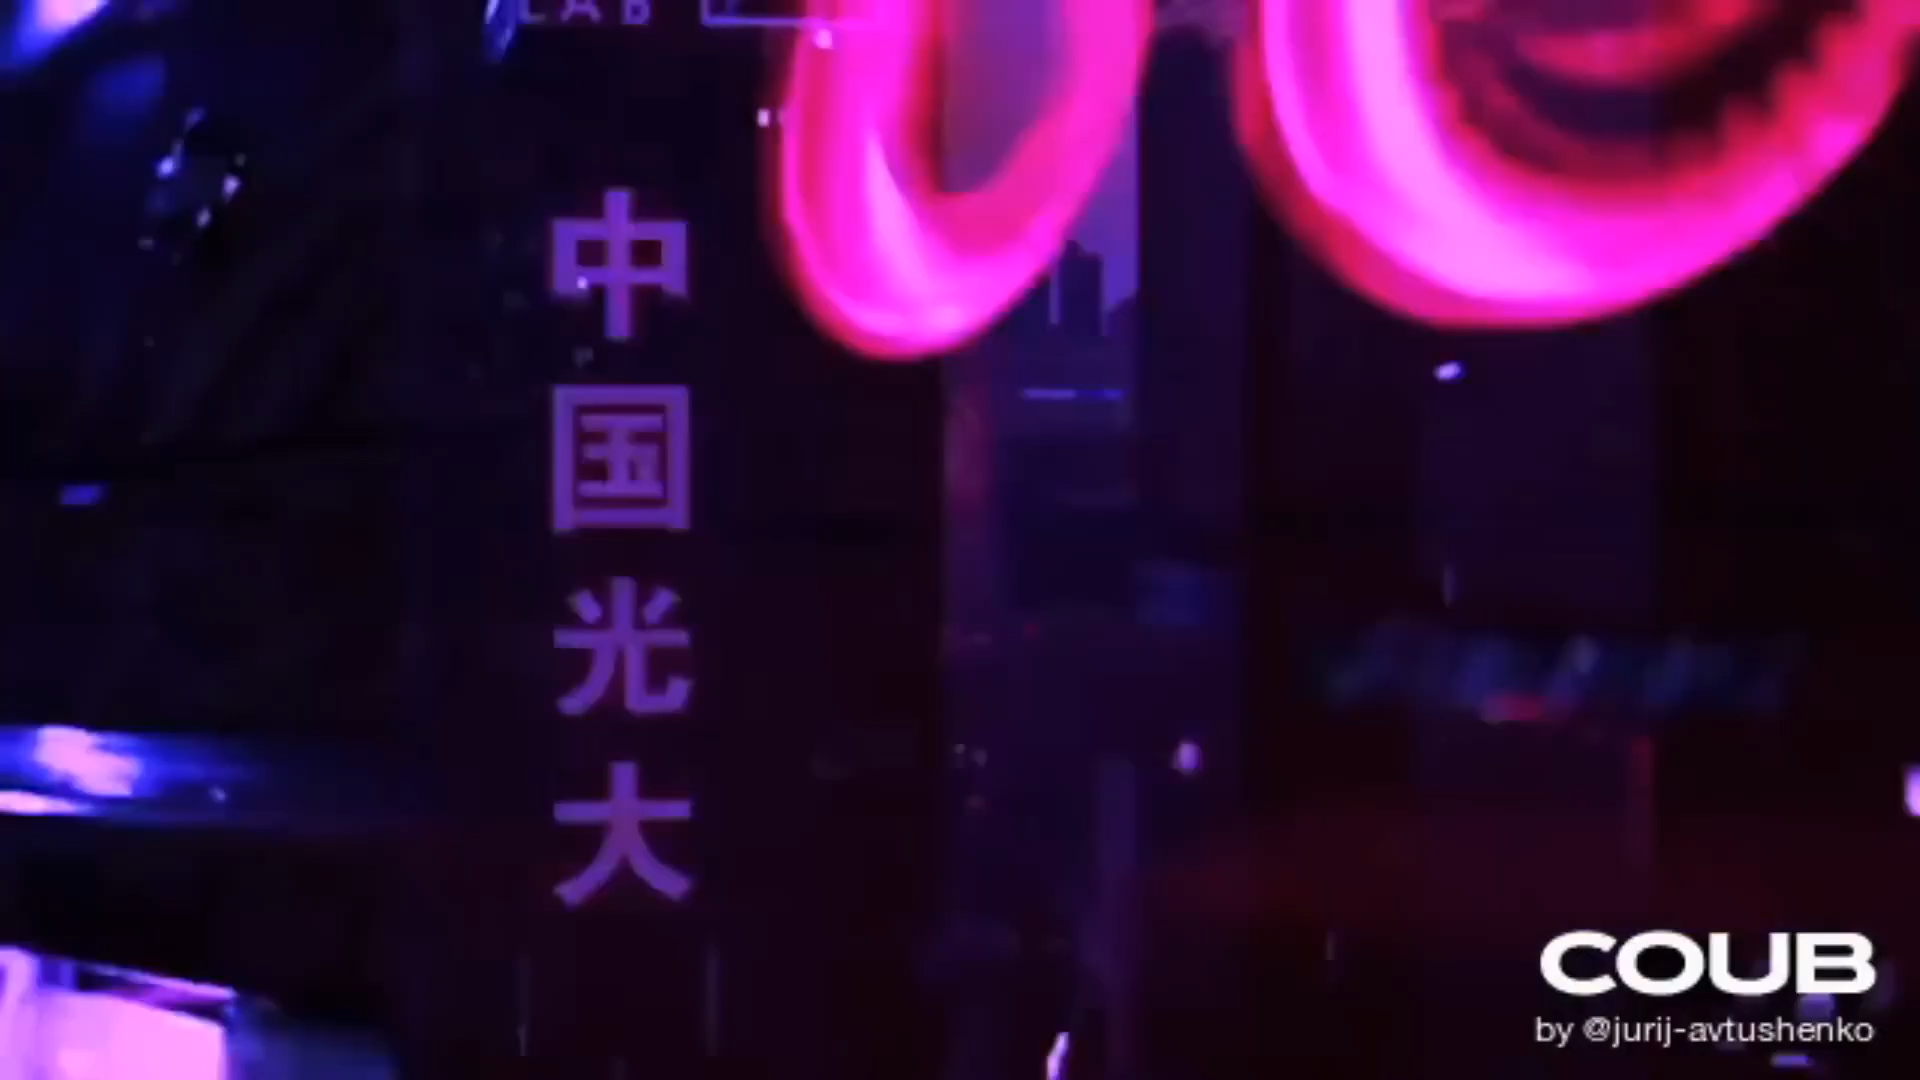 LAB
中
国
光
大
COUB
by @jurij-avtushenko